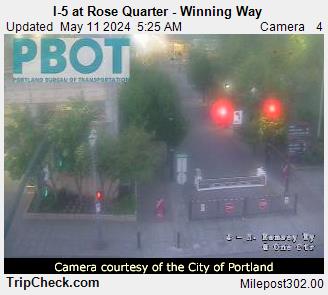 I-5 at Rose Quarter - Winning Way
Updated May 11 2024 5:25 AM Camera 4
PBOT
PORTLAND BUREAU OF TRANSPORTATION
Camera courtesy of the City of Portland
TripCheck.com Milepost302.00